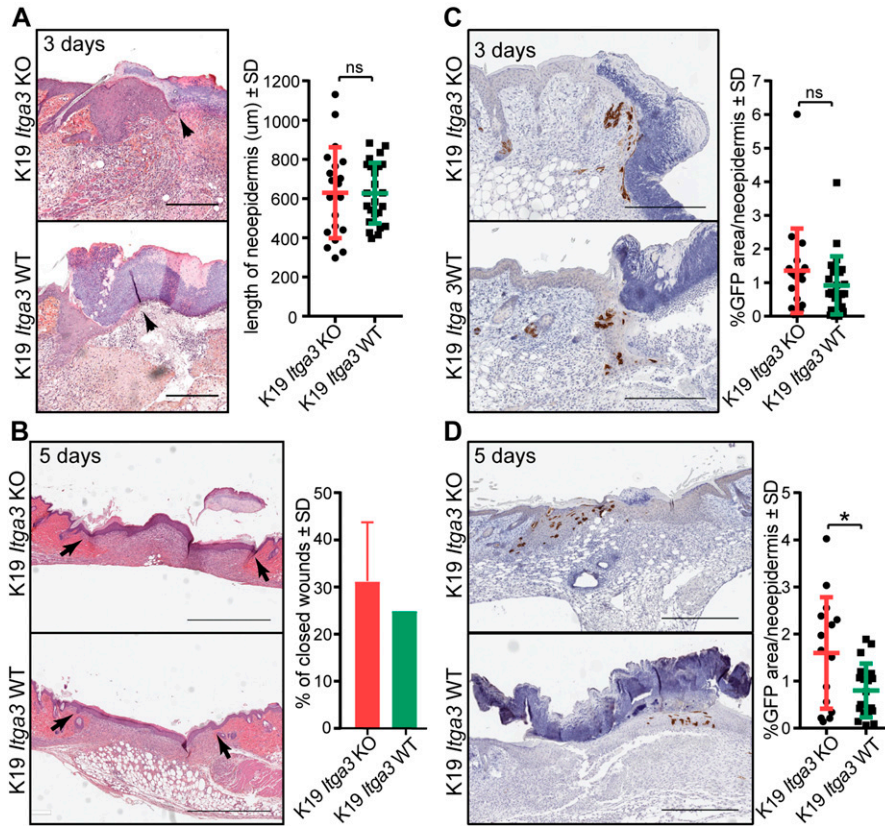 A
3 days
K19 Itga3 KO
K19 Itga3 WT
length of neoepidermis (um) ± SD
1200
1000
800
600
400
200
0
ns
K19 Itga3 KO
K19 Itga3 WT
C
3 days
K19 Itga3 KO
K19 Itga 3WT
%GFP area/neoepidermis ± SD
7
6
5
4
3
2
1
0
ns
K19 Itga3 KO
K19 Itga3 WT
B
5 days
K19 Itga3 KO
K19 Itga3 WT
% of closed wounds ± SD
50
40
30
20
10
0
K19 Itga3 KO
K19 Itga3 WT
D
5 days
K19 Itga3 KO
K19 Itga3 WT
%GFP area/neoepidermis ± SD
5
4
3
2
1
0
*
K19 Itga3 KO
K19 Itga3 WT